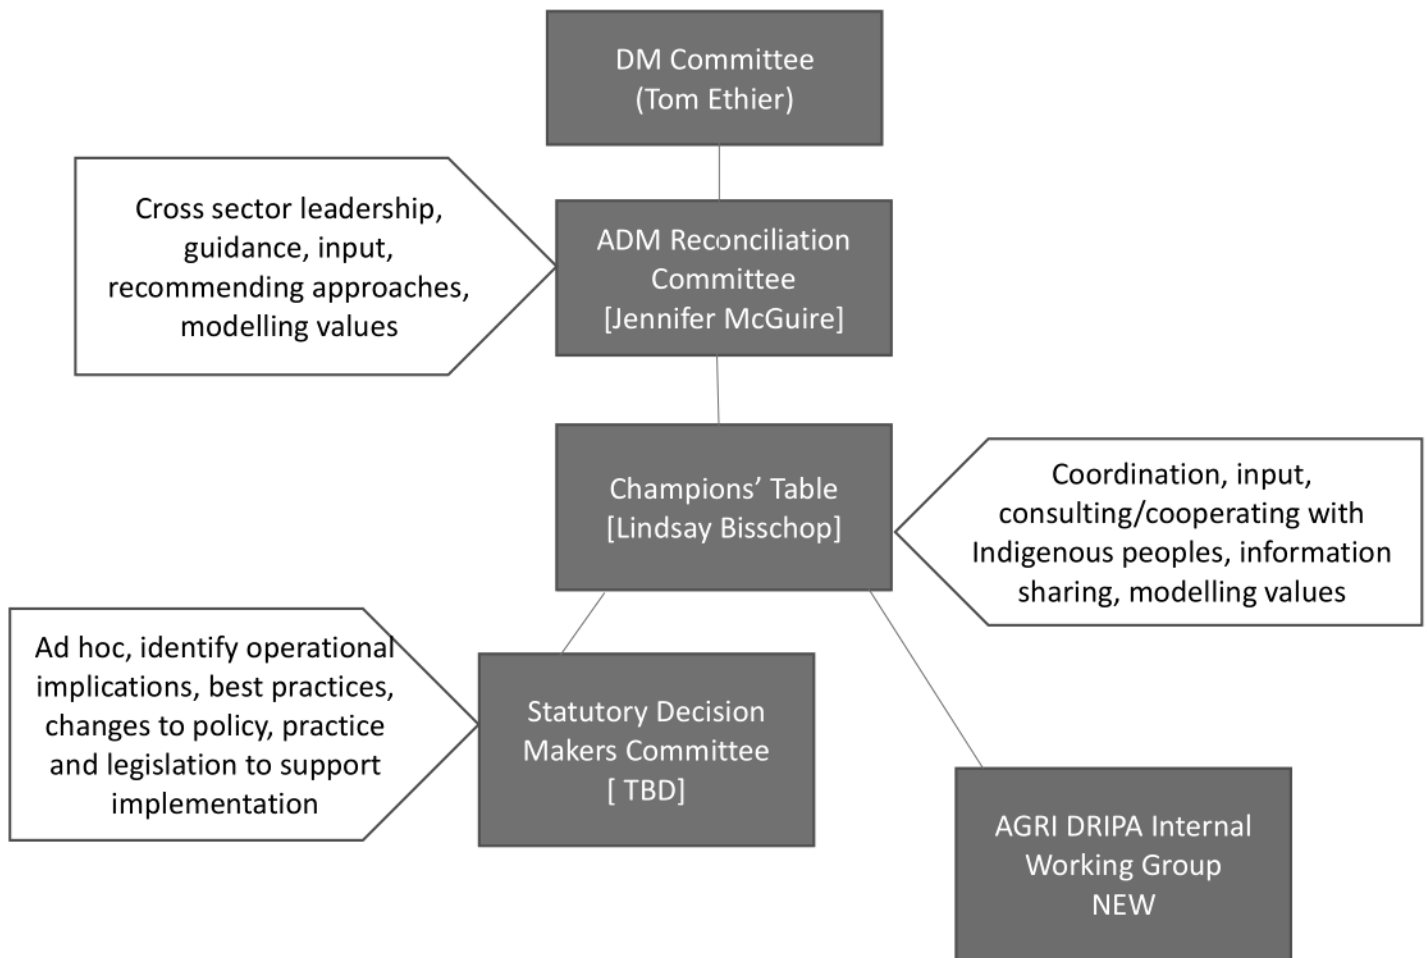 DM Committee
(Tom Ethier)
Cross sector leadership,
guidance, input,
recommending approaches,
modelling values
ADM Reconciliation
Committee
[Jennifer McGuire]
Champions’ Table
[Lindsay Bisschop]
Coordination, input,
consulting/cooperating with
Indigenous peoples, information
sharing, modelling values
Ad hoc, identify operational
implications, best practices,
changes to policy, practice
and legislation to support
implementation
Statutory Decision
Makers Committee
[ TBD]
AGRI DRIPA Internal
Working Group
NEW